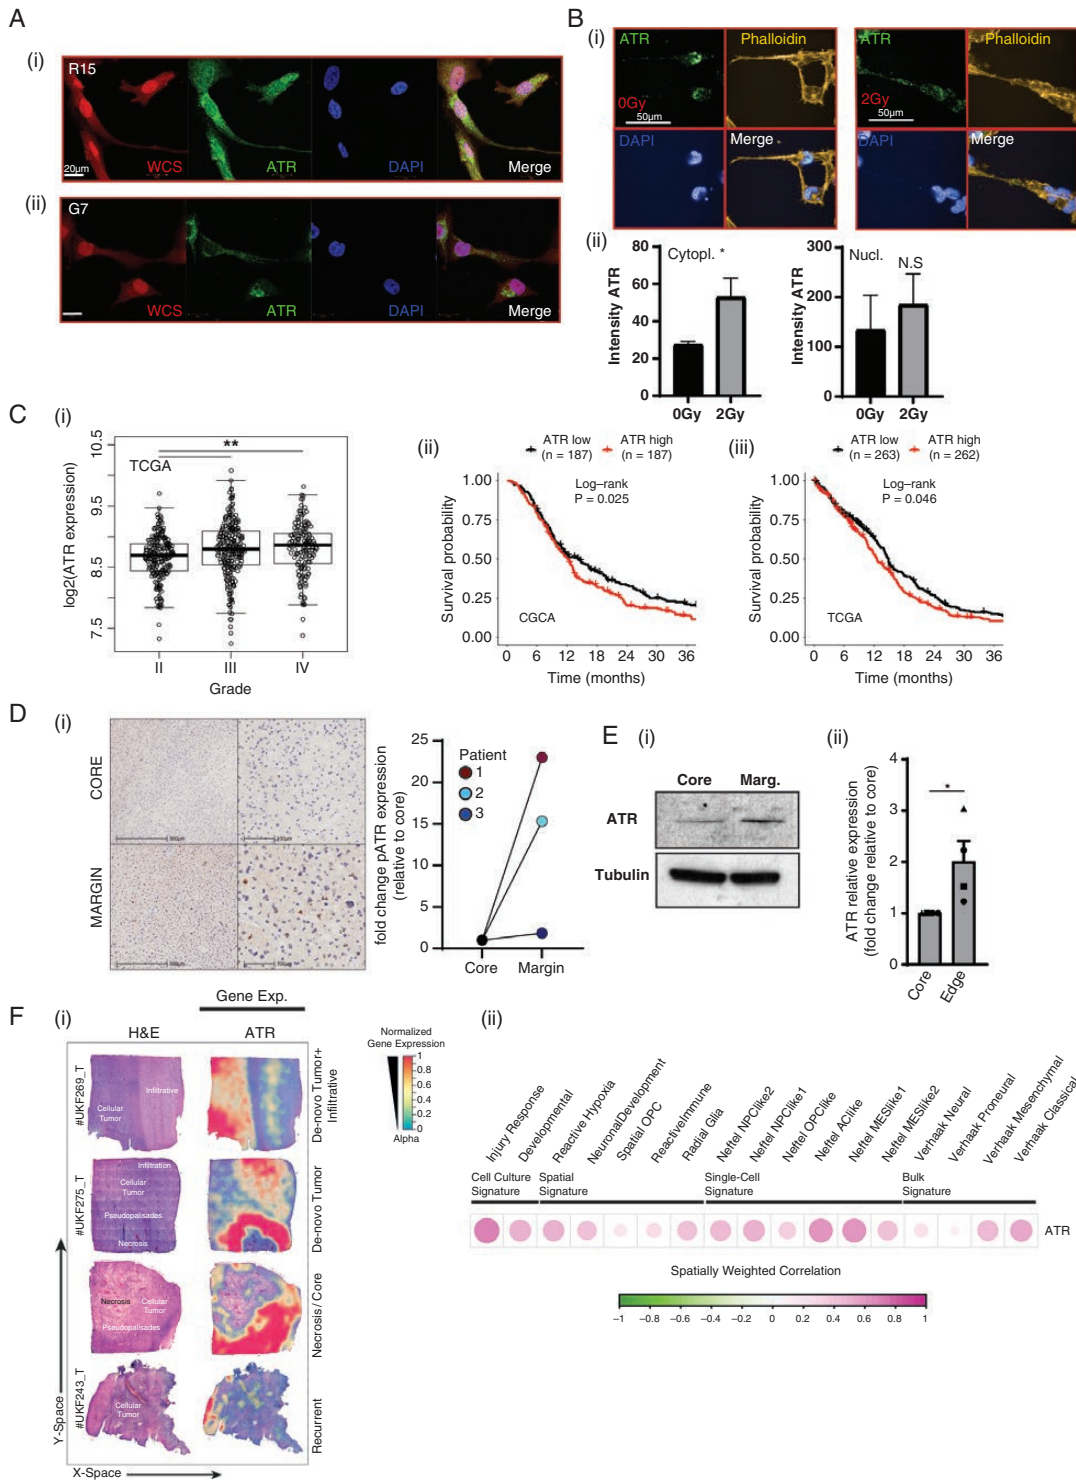 A
(i)
R15
20µm
WCS
ATR
DAPI
Merge
(ii)
G7
WCS
ATR
DAPI
Merge
B
(i)
ATR
Phalloidin
0Gy
50µm
DAPI
Merge
ATR
Phalloidin
2Gy
50µm
DAPI
Merge
(ii)
Intensity ATR
80
60
40
20
0
Cytopl. *
0Gy
2Gy
Intensity ATR
300
200
100
0
Nucl.
N.S
0Gy
2Gy
C
(i)
log2(ATR expression)
10.5
9.5
8.5
7.5
TCGA
**
II
III
IV
Grade
(ii)
ATR low
(n = 187)
ATR high
(n = 187)
Survival probability
1.00
0.75
0.50
0.25
0.00
Log–rank
P = 0.025
CGCA
0
6
12
18
24
30
36
Time (months)
(iii)
ATR low
(n = 263)
ATR high
(n = 262)
Survival probability
1.00
0.75
0.50
0.25
0.00
Log–rank
P = 0.046
TCGA
0
6
12
18
24
30
36
Time (months)
D
(i)
CORE
MARGIN
fold change pATR expression
(relative to core)
25
20
15
10
5
0
Patient
1
2
3
Core
Margin
E
(i)
Core
Marg.
ATR
Tubulin
(ii)
ATR relative expression
(fold change relative to core)
4
3
2
1
0
*
Core
Edge
F
(i)
Gene Exp.
H&E
ATR
#UKF269_T
Infiltrative
Cellular
Tumor
De-novo Tumor+
Infiltrative
#UKF275_T
Infiltration
Cellular
Tumor
Pseudopalisades
Necrosis
De-novo Tumor
Necrosis
Cellular
Tumor
Pseudopalisades
Necrosis / Core
#UKF243_T
Cellular
Tumor
Recurrent
Y-Space
X-Space
Normalized
Gene Expression
1
0.8
0.6
0.4
0.2
0
Alpha
(ii)
Injury Response
Developmental
Reactive Hypoxia
NeuronalDevelopment
Spatial OPC
ReactiveImmune
Radial Glia
Neftel NPClike2
Neftel NPClike1
Neftel OPClike
Neftel AClike
Neftel MESlike1
Neftel MESlike2
Verhaak Neural
Verhaak Proneural
Verhaak Mesenchymal
Verhaak Classical
Cell Culture
Signature
Spatial
Signature
Single-Cell
Signature
Bulk
Signature
ATR
Spatially Weighted Correlation
−1
−0.8
−0.6
−0.4
−0.2
0
0.2
0.4
0.6
0.8
1